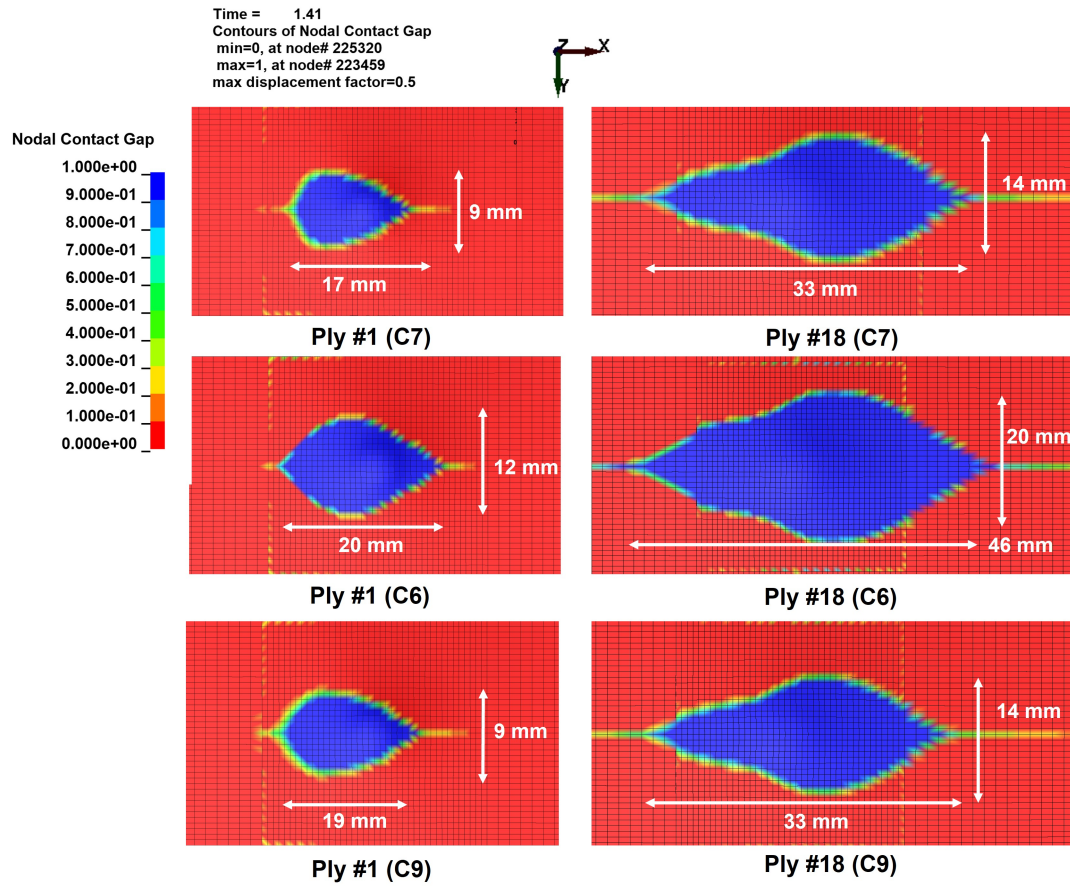 Time = 1.41
Contours of Nodal Contact Gap
min=0, at node# 225320
max=1, at node# 223459
max displacement factor=0.5
Z
X
Y
Nodal Contact Gap
1.000e+00
9.000e-01
8.000e-01
7.000e-01
6.000e-01
5.000e-01
4.000e-01
3.000e-01
2.000e-01
1.000e-01
0.000e+00
9 mm
17 mm
Ply #1 (C7)
14 mm
33 mm
Ply #18 (C7)
12 mm
20 mm
Ply #1 (C6)
20 mm
46 mm
Ply #18 (C6)
9 mm
19 mm
Ply #1 (C9)
14 mm
33 mm
Ply #18 (C9)